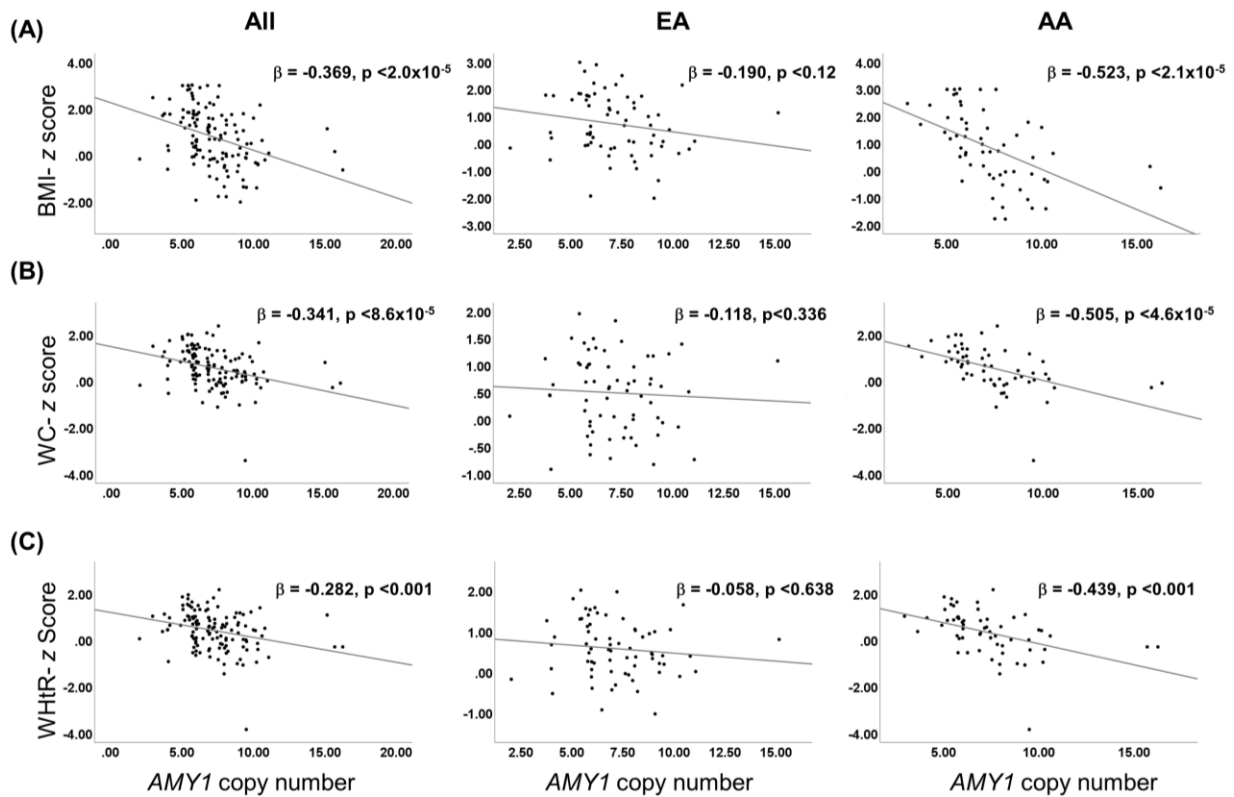 (A)
All
EA
AA
β = -0.369, p <2.0x10-5
β = -0.190, p <0.12
β = -0.523, p <2.1x10-5
BMI- z score
4.00
2.00
.00
-2.00
.00 5.00 10.00 15.00 20.00
3.00
2.00
1.00
.00
-1.00
-2.00
-3.00
2.50 5.00 7.50 10.00 12.50 15.00
4.00
3.00
2.00
1.00
.00
-1.00
-2.00
5.00 10.00 15.00
(B)
β = -0.341, p <8.6x10-5
β = -0.118, p<0.336
β = -0.505, p <4.6x10-5
WC- z score
2.00
.00
-2.00
-4.00
.00 5.00 10.00 15.00 20.00
2.00
1.50
1.00
.50
.00
-.50
-1.00
2.50 5.00 7.50 10.00 12.50 15.00
2.00
.00
-2.00
-4.00
5.00 10.00 15.00
(C)
β = -0.282, p <0.001
β = -0.058, p <0.638
β = -0.439, p <0.001
WHtR- z Score
2.00
.00
-2.00
-4.00
.00 5.00 10.00 15.00 20.00
2.00
1.00
.00
-1.00
2.50 5.00 7.50 10.00 12.50 15.00
2.00
.00
-2.00
-4.00
5.00 10.00 15.00
AMY1 copy number
AMY1 copy number
AMY1 copy number